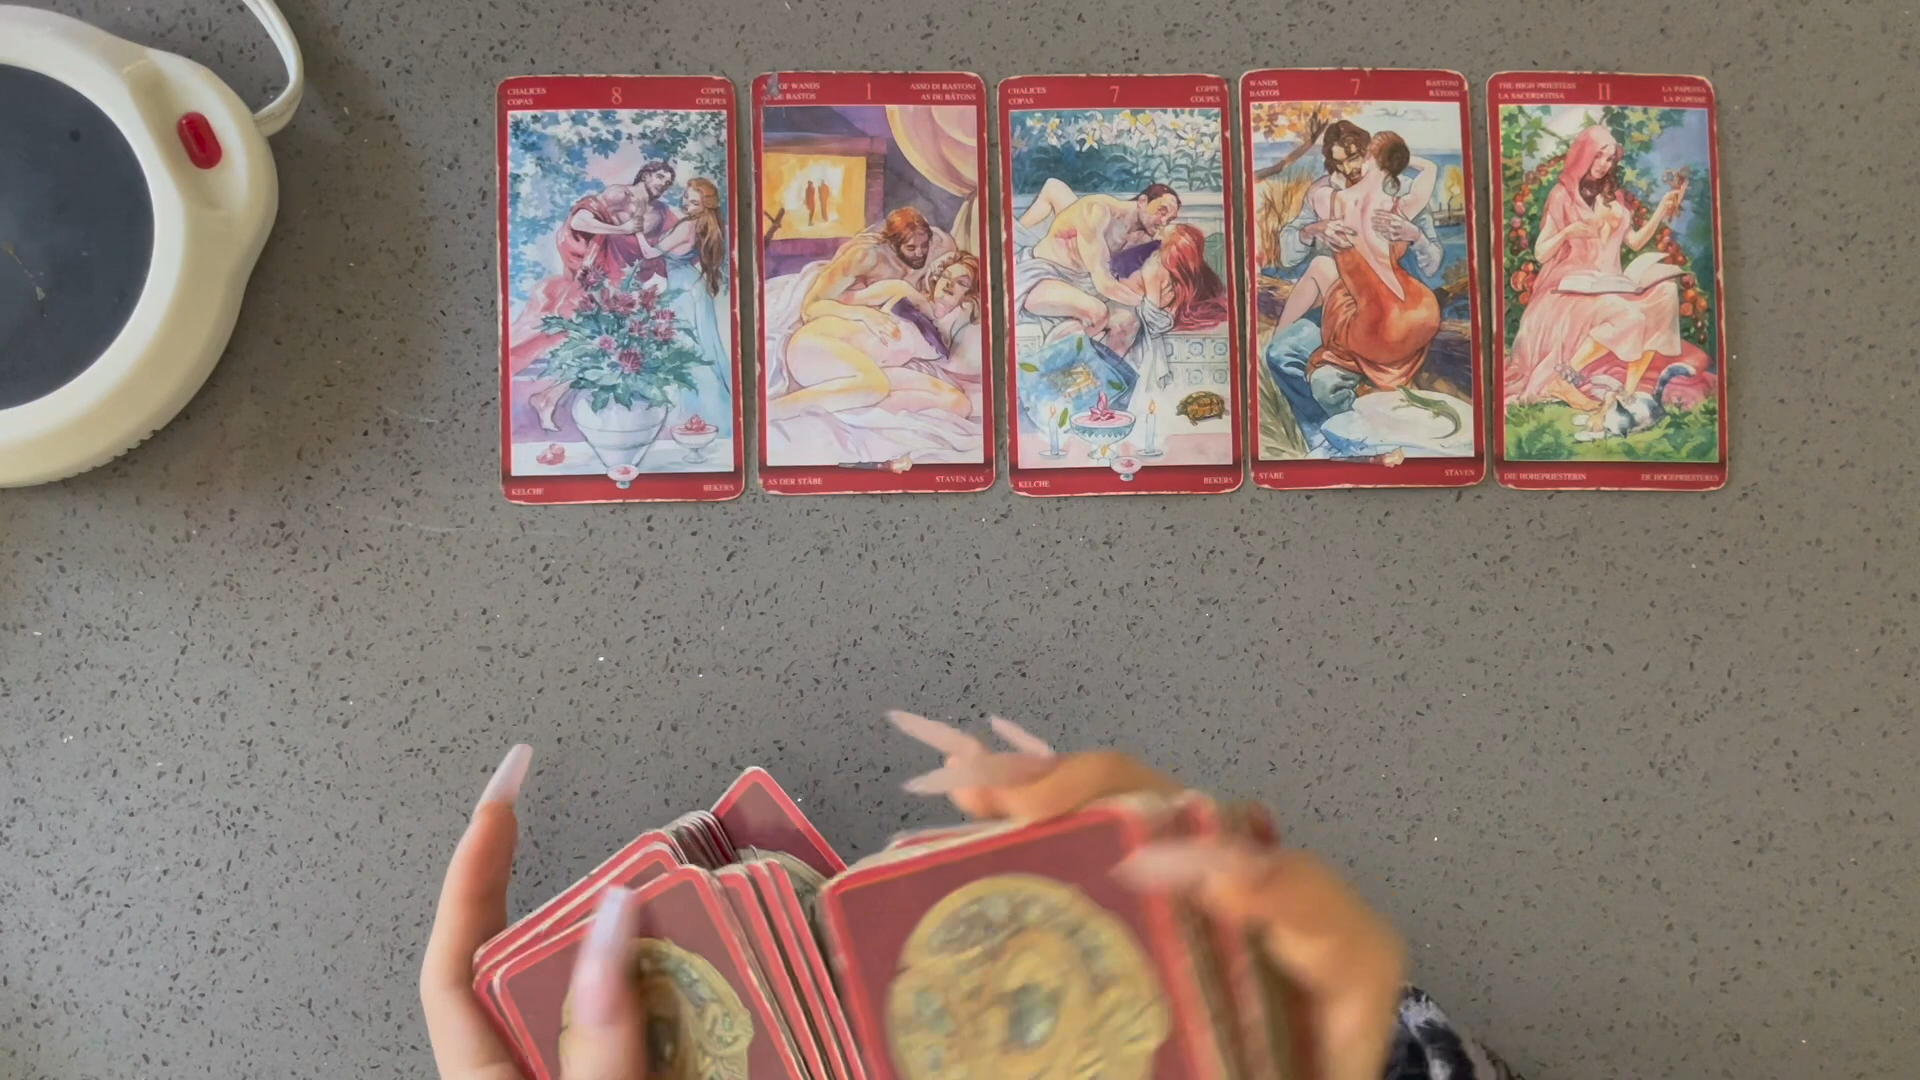 CHALICES
COPAS
8
COPPE
COUPES
KELCHE
BEKERS
OF WANDS
DE BASTOS
1
ASSO DI BASTONI
AS DE BÂTONS
AS DER STÄBE
STAVEN AAS
CHALICES
COPAS
7
COPPE
COUPES
KELCHE
BEKERS
WANDS
BASTOS
7
BASTONI
BÂTONS
STÄBE
STAVEN
THE HIGH PRIESTESS
LA SACERDOTISA
II
LA PAPESSA
LA PAPESSE
DIE HOHEPRIESTERIN
DE HOGEPRIESTERES